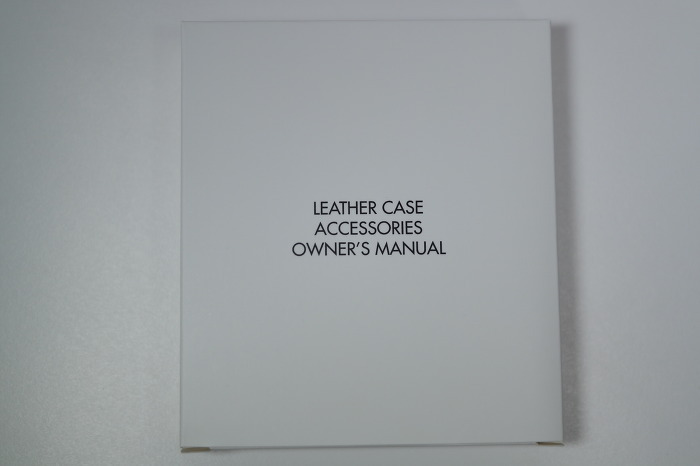 LEATHER CASE
ACCESSORIES
OWNER'S MANUAL